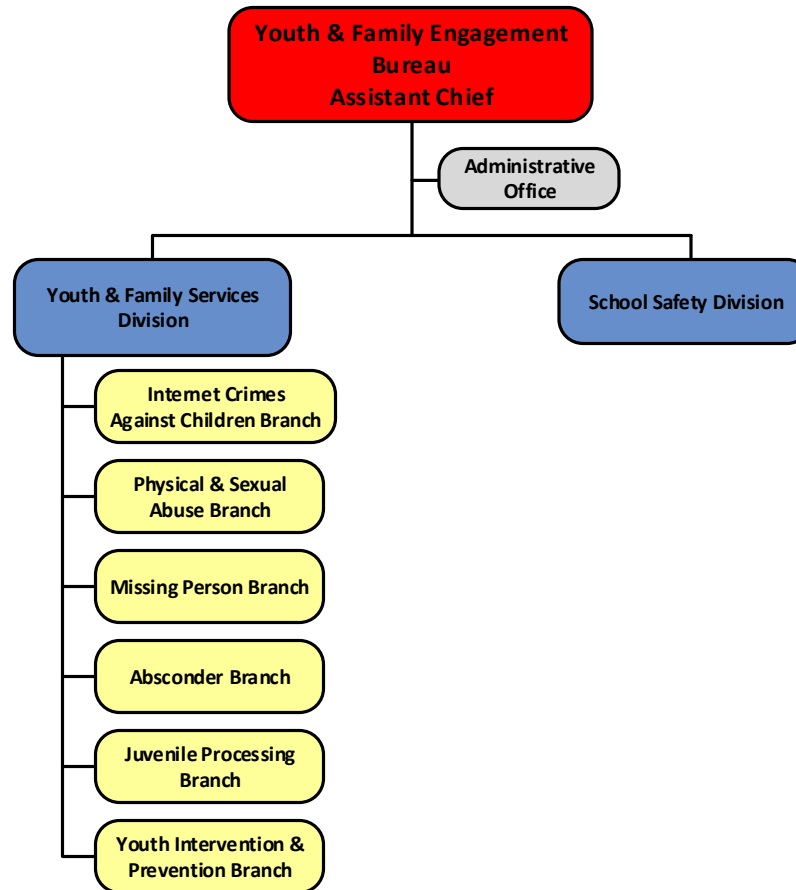 Youth & Family Engagement
Bureau
Assistant Chief
Administrative
Office
Youth & Family Services
Division
School Safety Division
Internet Crimes
Against Children Branch
Physical & Sexual
Abuse Branch
Missing Person Branch
Absconder Branch
Juvenile Processing
Branch
Youth Intervention &
Prevention Branch